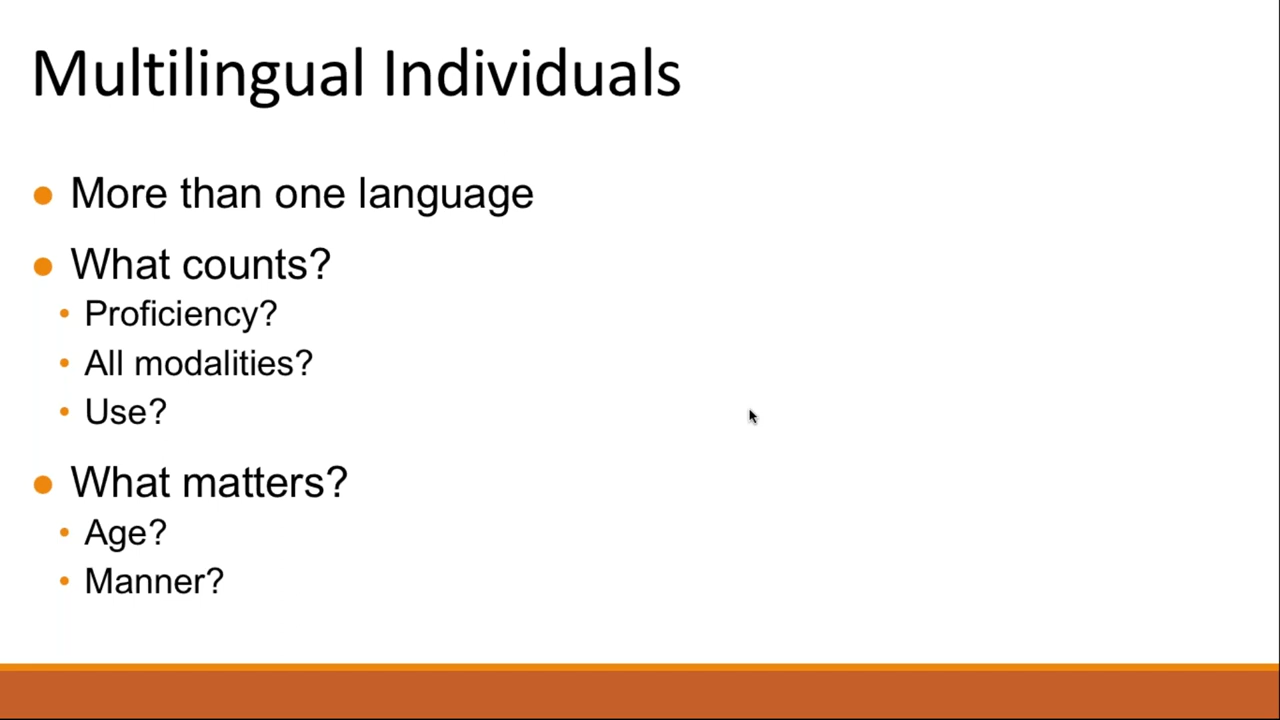 Multilingual Individuals
More than one language
What counts?
Proficiency?
All modalities?
Use?
What matters?
Age?
Manner?